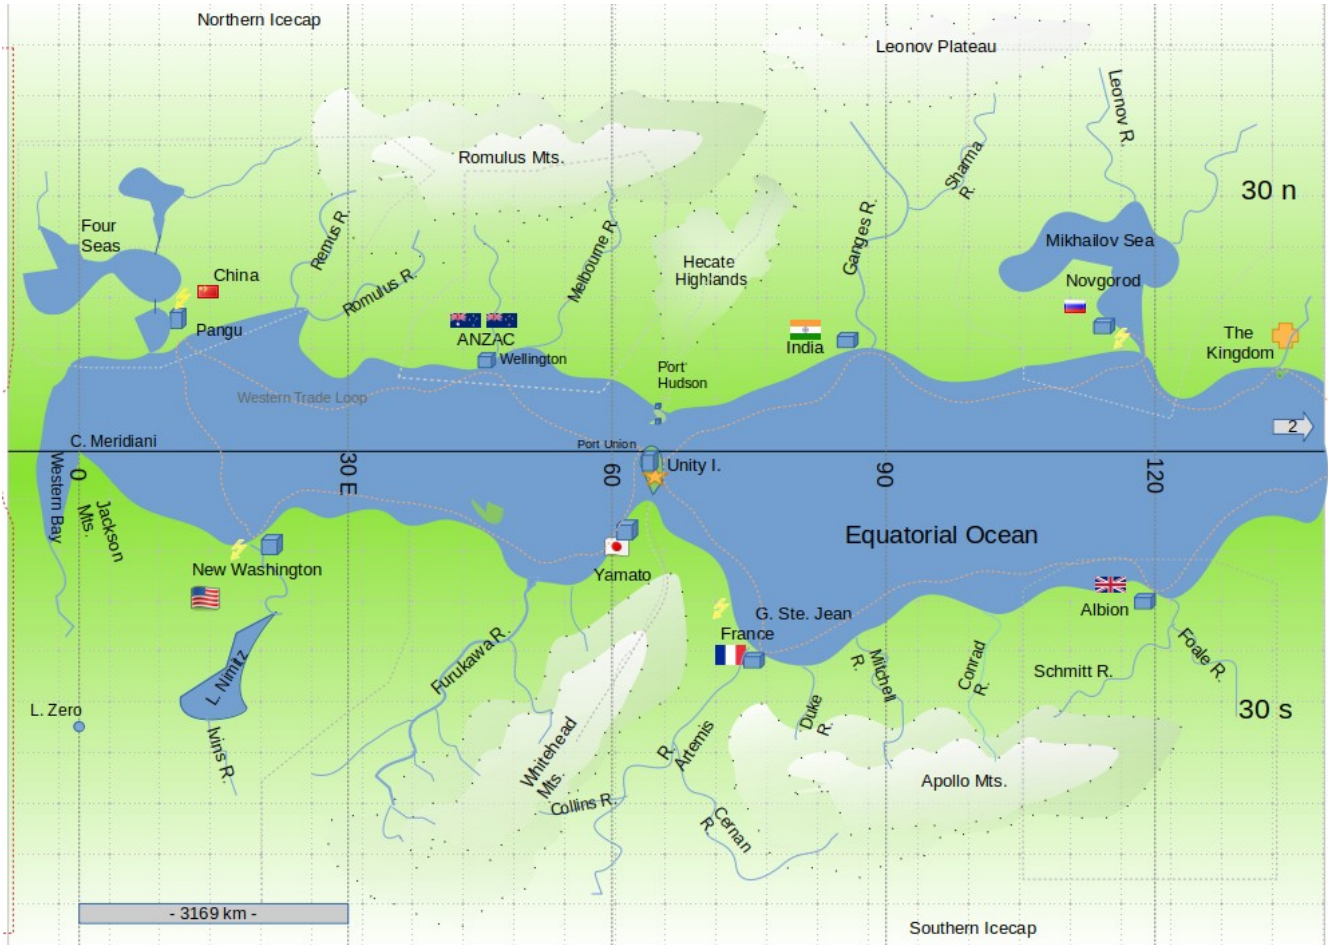 Northern Icecap
Leonov Plateau
Leonov R.
Romulus Mts.
Sharma
R.
30 n
Four
Seas
Remus R.
Melbourne R.
Ganges R.
Mikhailov Sea
China
Romulus R.
Hecate
Highlands
Novgorod
Pangu
ANZAC
Wellington
India
The
Kingdom
Port
Hudson
Western Trade Loop
2
C. Meridiani
Port Union
Unity I.
0
30 E
60
90
120
Western Bay
Jackson
Mts.
Equatorial Ocean
New Washington
Yamato
G. Ste. Jean
France
Albion
Furukawa R.
L. Nimitz
Mitchell
R.
Conrad
R.
Schmitt R.
Foale R.
L. Zero
30 s
Ivins R.
Whitehead
Mts.
Artemis
R.
Duke
R.
Apollo Mts.
Collins R.
Cernan
R.
- 3169 km -
Southern Icecap